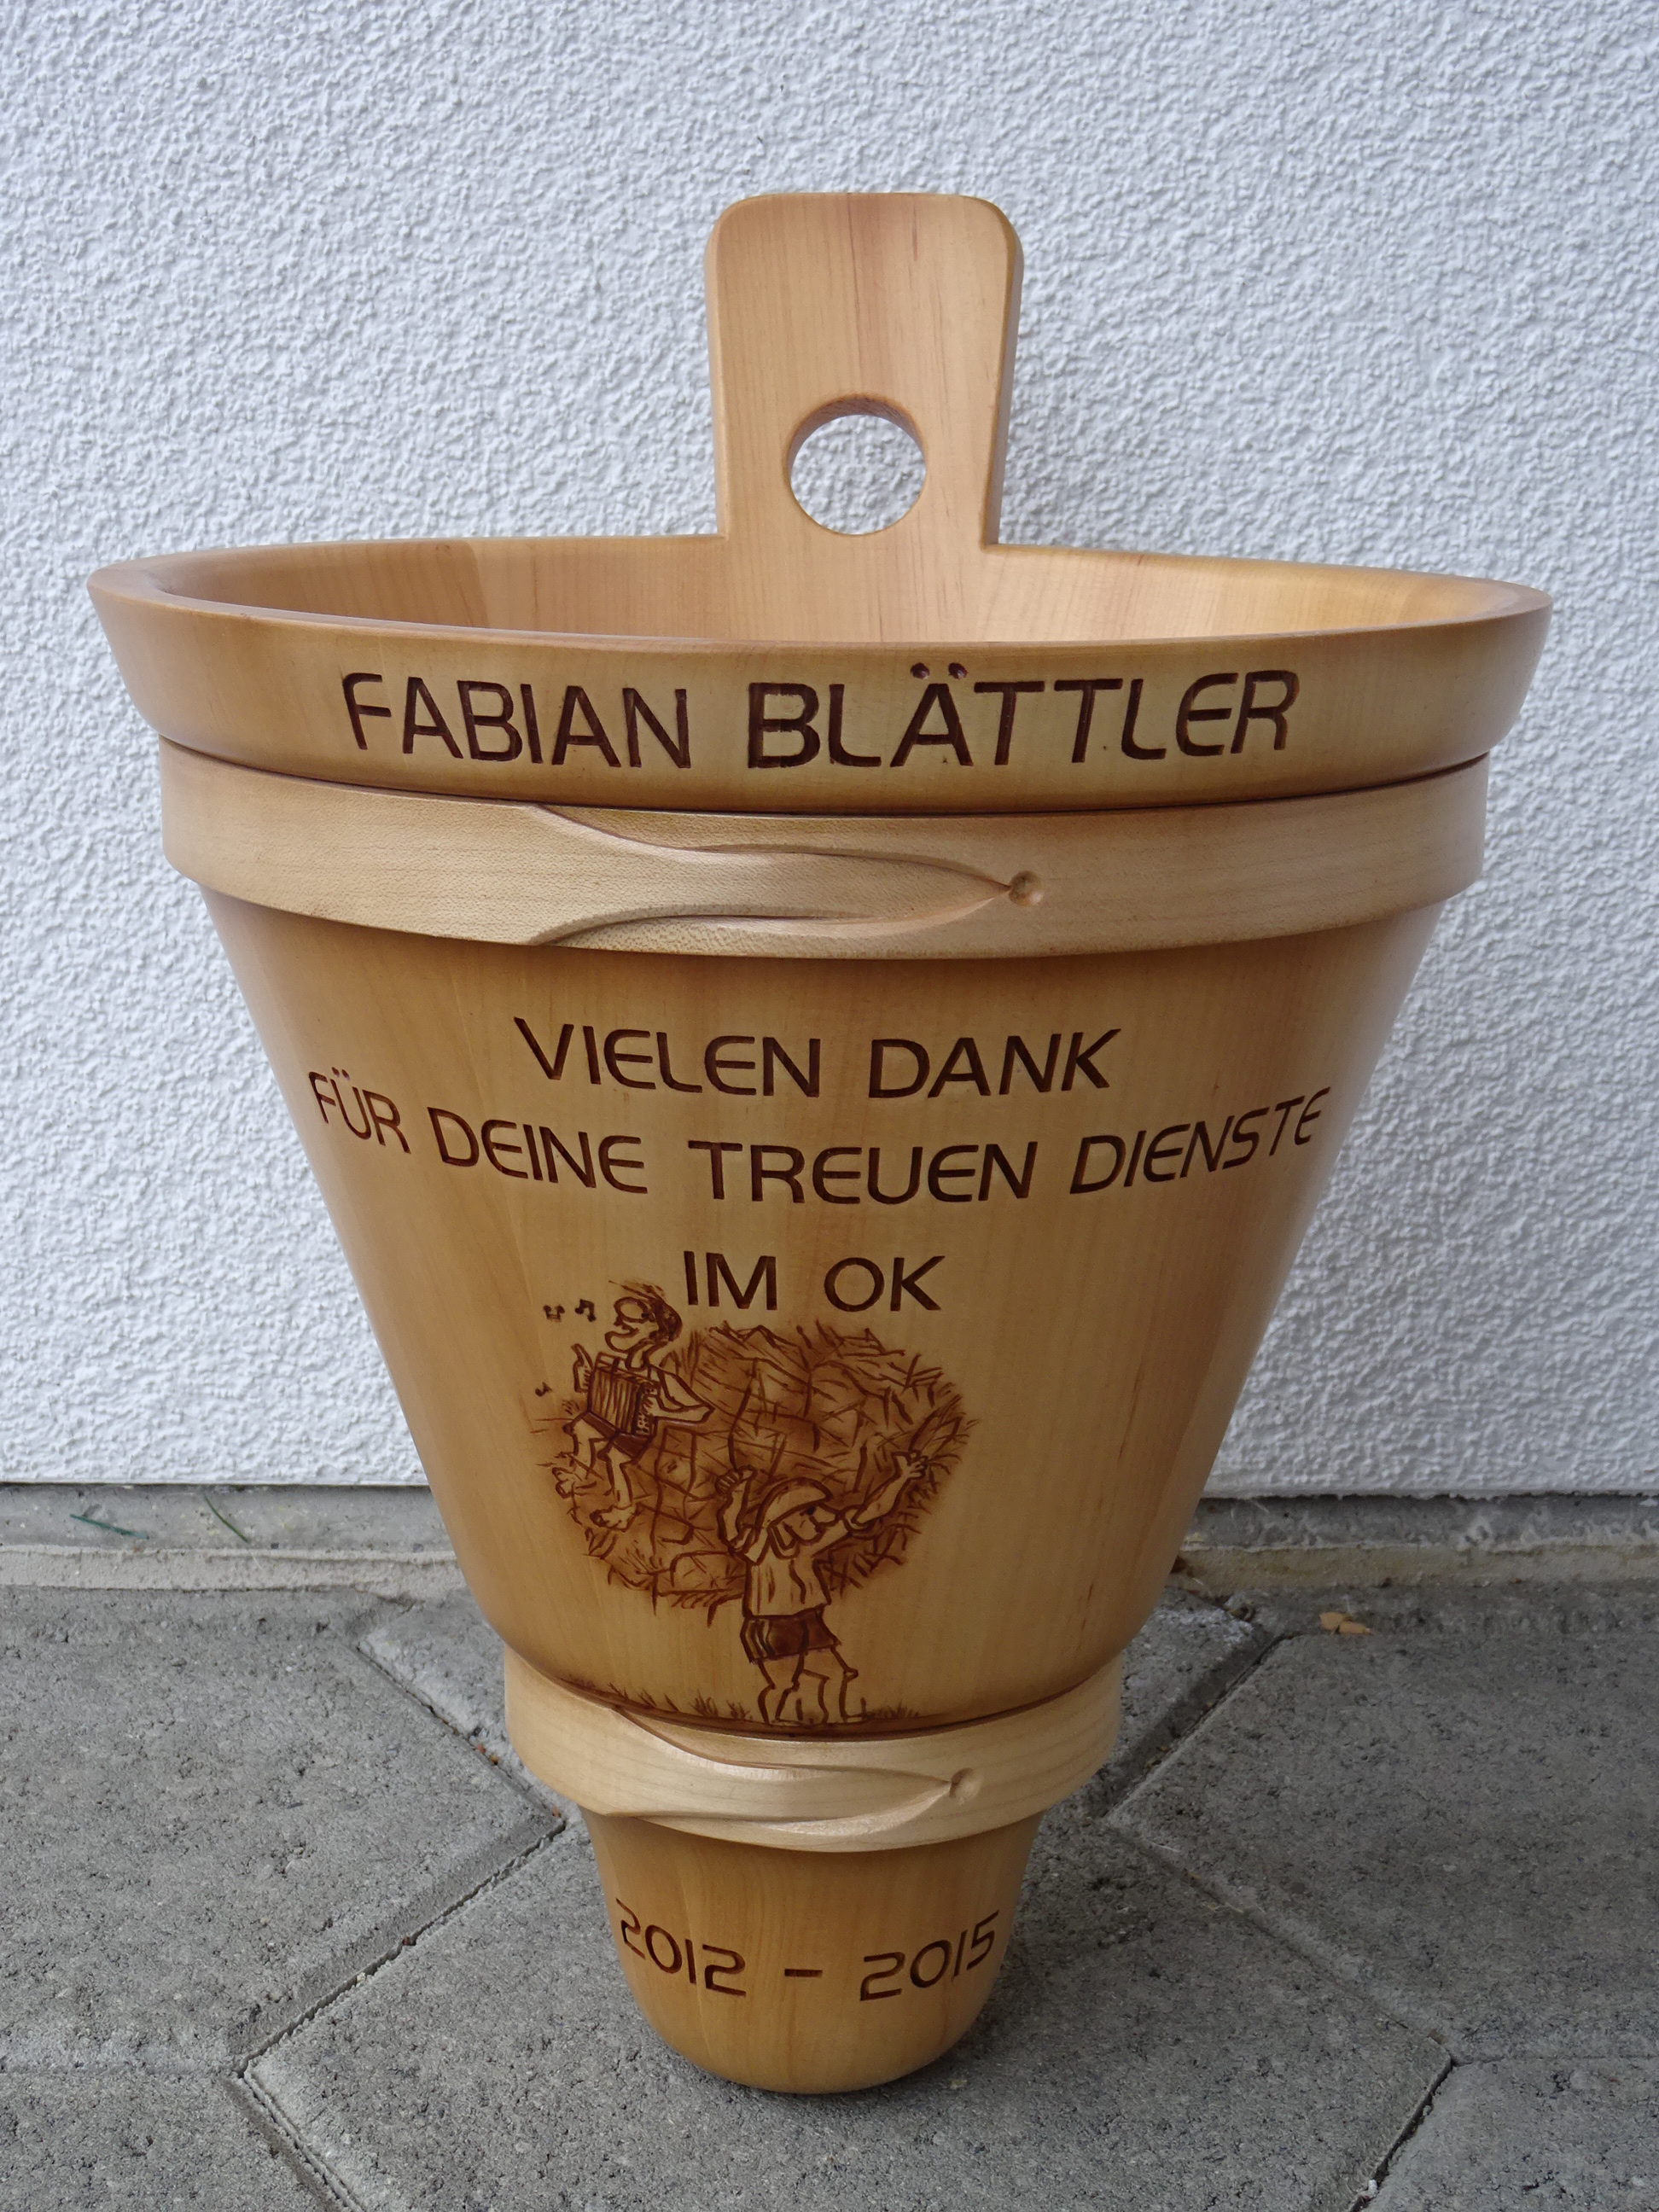 FABIAN BLÄTTLER
VIELEN DANK
FÜR DEINE TREUEN DIENSTE
IM OK
2012 - 2015